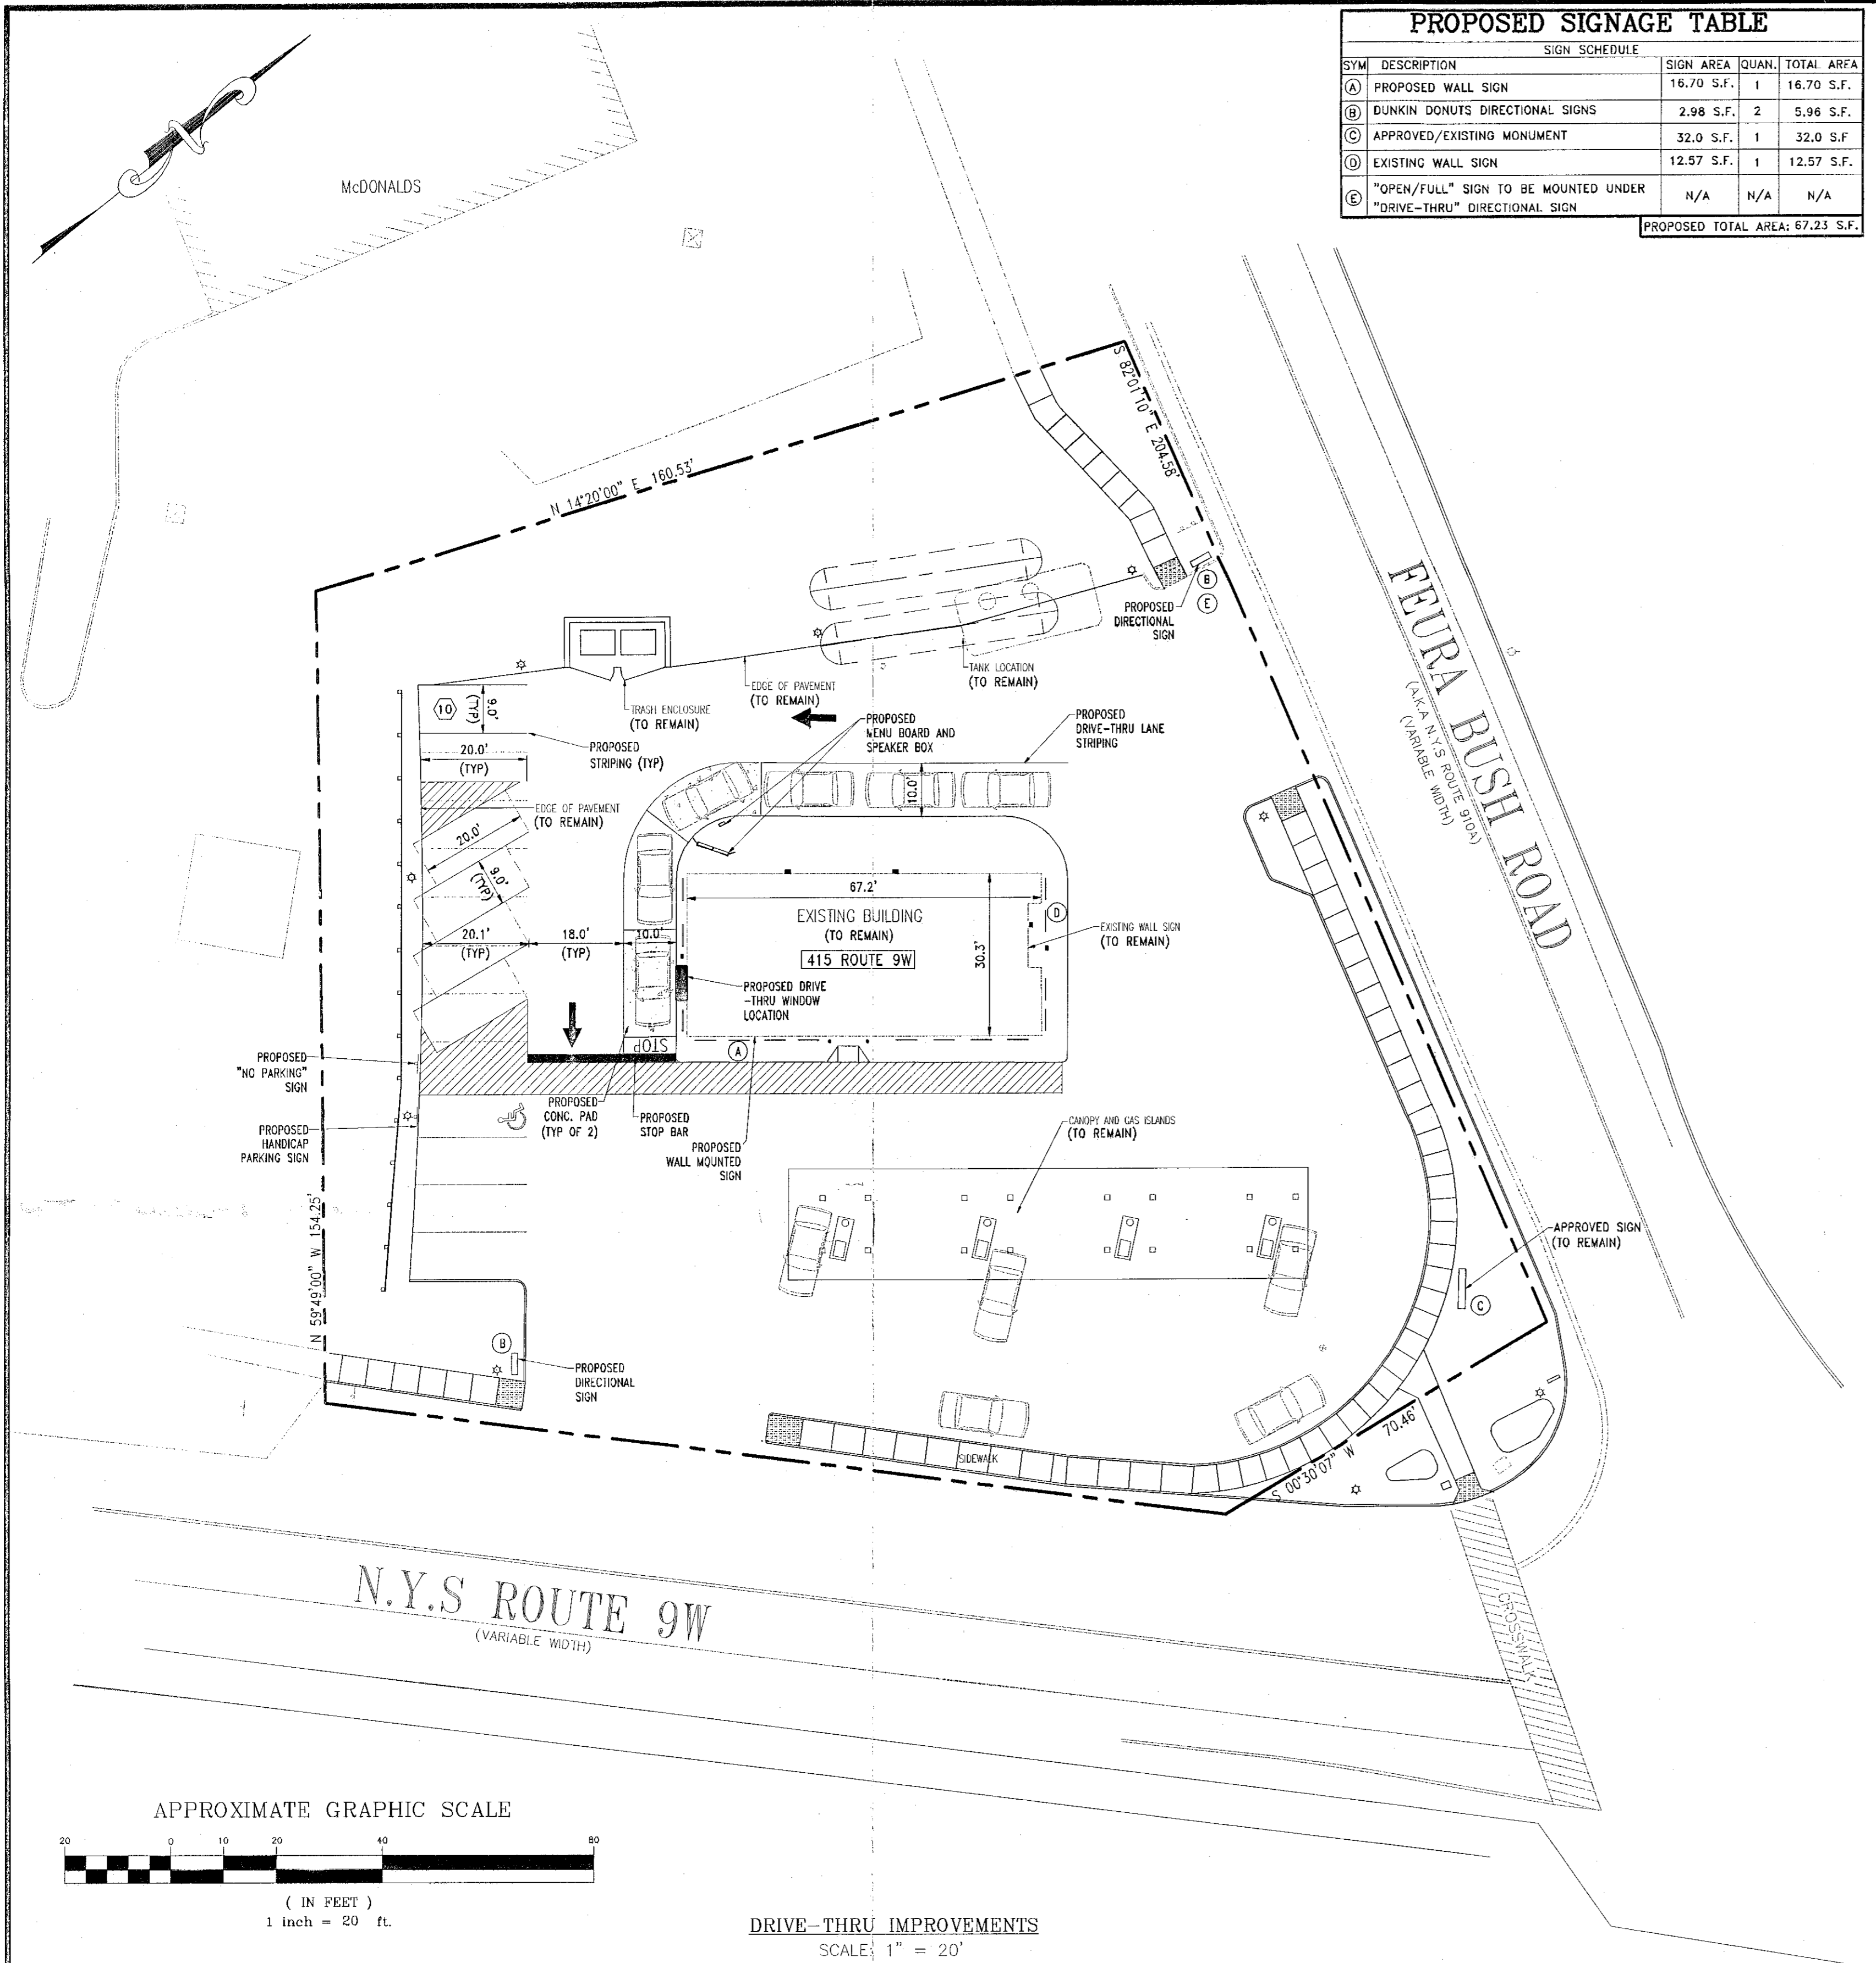 PROPOSED SIGNAGE TABLE
SIGN SCHEDULE
SYM DESCRIPTION SIGN AREA QUAN. TOTAL AREA
A PROPOSED WALL SIGN 16.70 S.F. 1 16.70 S.F.
B DUNKIN DONUTS DIRECTIONAL SIGNS 2.98 S.F. 2 5.96 S.F.
C APPROVED/EXISTING MONUMENT 32.0 S.F. 1 32.0 S.F
D EXISTING WALL SIGN 12.57 S.F. 1 12.57 S.F.
E "OPEN/FULL" SIGN TO BE MOUNTED UNDER
"DRIVE-THRU" DIRECTIONAL SIGN N/A N/A N/A
PROPOSED TOTAL AREA: 67.23 S.F.
N
McDONALDS
S 82°01'10" E 204.58'
N 14°20'00" E 160.53'
B
E
PROPOSED
DIRECTIONAL
SIGN
FEURA BUSH ROAD
(A.K.A N.Y.S ROUTE 910A)
(VARIABLE WIDTH)
TANK LOCATION
(TO REMAIN)
EDGE OF PAVEMENT
(TO REMAIN)
TRASH ENCLOSURE
(TO REMAIN)
10
9.0'
(TYP)
PROPOSED
STRIPING (TYP)
20.0'
(TYP)
PROPOSED
MENU BOARD AND
SPEAKER BOX
PROPOSED
DRIVE-THRU LANE
STRIPING
10.0'
EDGE OF PAVEMENT
(TO REMAIN)
20.0'
9.0'
(TYP)
67.2'
EXISTING BUILDING
(TO REMAIN)
415 ROUTE 9W
30.3'
D
EXISTING WALL SIGN
(TO REMAIN)
20.1'
(TYP)
18.0'
(TYP)
10.0'
PROPOSED DRIVE
-THRU WINDOW
LOCATION
STOP
A
PROPOSED
"NO PARKING"
SIGN
PROPOSED
HANDICAP
PARKING SIGN
PROPOSED
CONC. PAD
(TYP OF 2)
PROPOSED
STOP BAR
PROPOSED
WALL MOUNTED
SIGN
CANOPY AND GAS ISLANDS
(TO REMAIN)
N 59°49'00" W 154.25'
APPROVED SIGN
(TO REMAIN)
C
B
PROPOSED
DIRECTIONAL
SIGN
SIDEWALK
S 00°30'07" W 70.46'
CROSSWALK
N.Y.S ROUTE 9W
(VARIABLE WIDTH)
APPROXIMATE GRAPHIC SCALE
20 0 10 20 40 80
( IN FEET )
1 inch = 20 ft.
DRIVE-THRU IMPROVEMENTS
SCALE: 1" = 20'